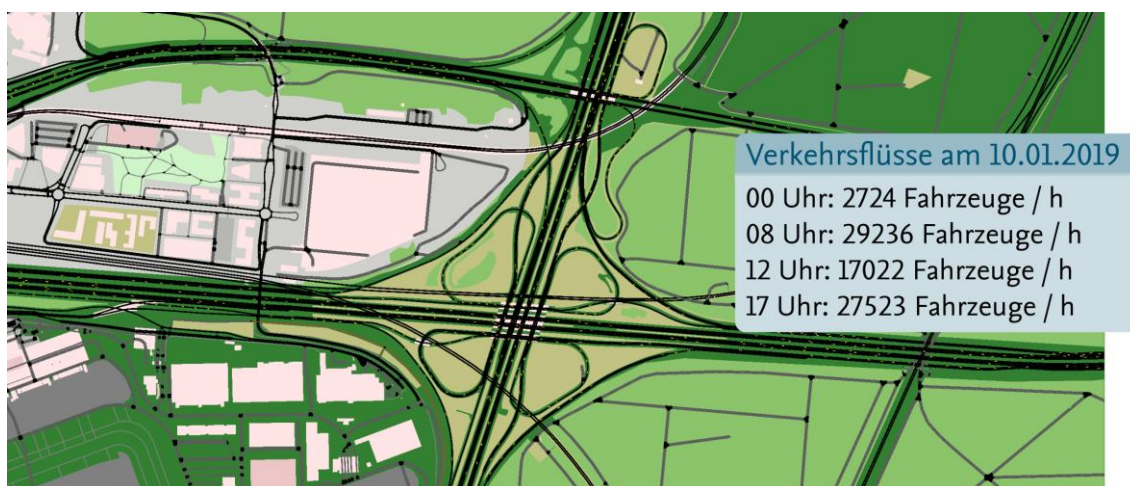 Verkehrsflüsse am 10.01.2019
00 Uhr: 2724 Fahrzeuge / h
08 Uhr: 29236 Fahrzeuge / h
12 Uhr: 17022 Fahrzeuge / h
17 Uhr: 27523 Fahrzeuge / h